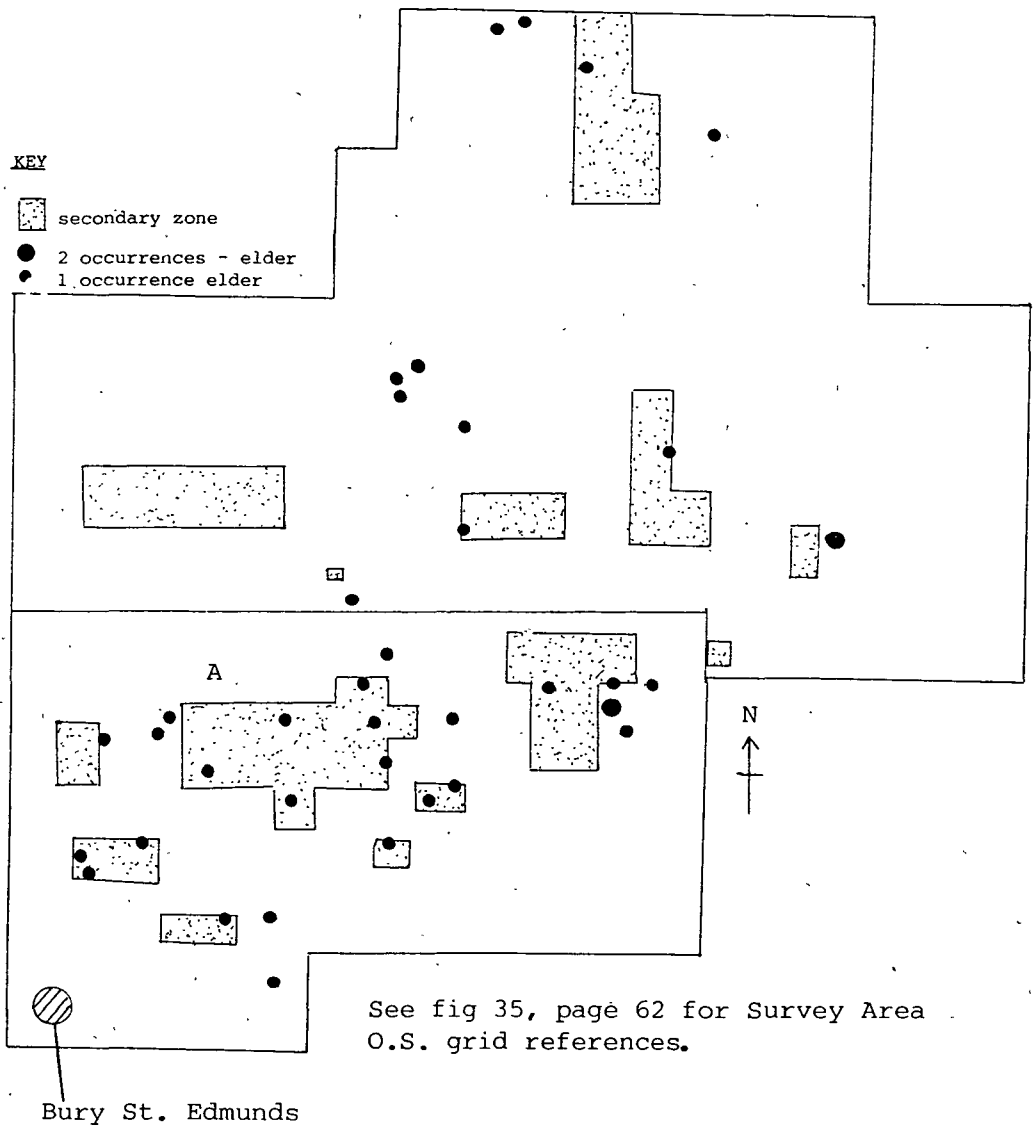 KEY
secondary zone
2 occurrences - elder
1 occurrence elder
A
N
See fig 35, page 62 for Survey Area
O.S. grid references.
Bury St. Edmunds